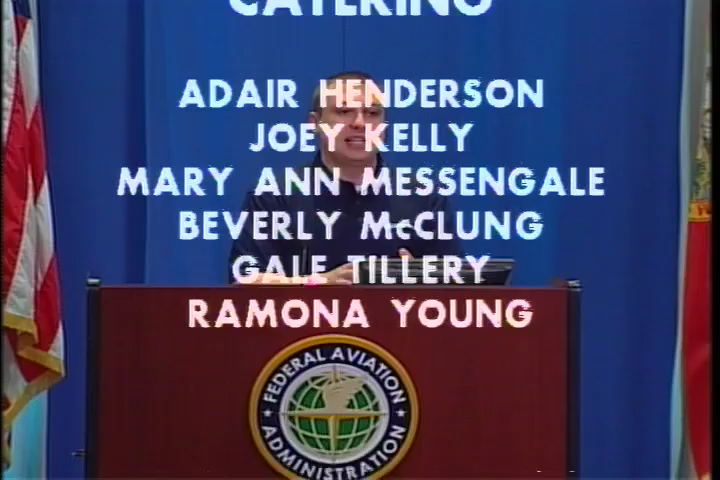 CATERING
ADAIR HENDERSON
JOEY KELLY
MARY ANN MESSENGALE
BEVERLY McCLUNG
GALE TILLERY
RAMONA YOUNG
FEDERAL AVIATION
ADMINISTRATION